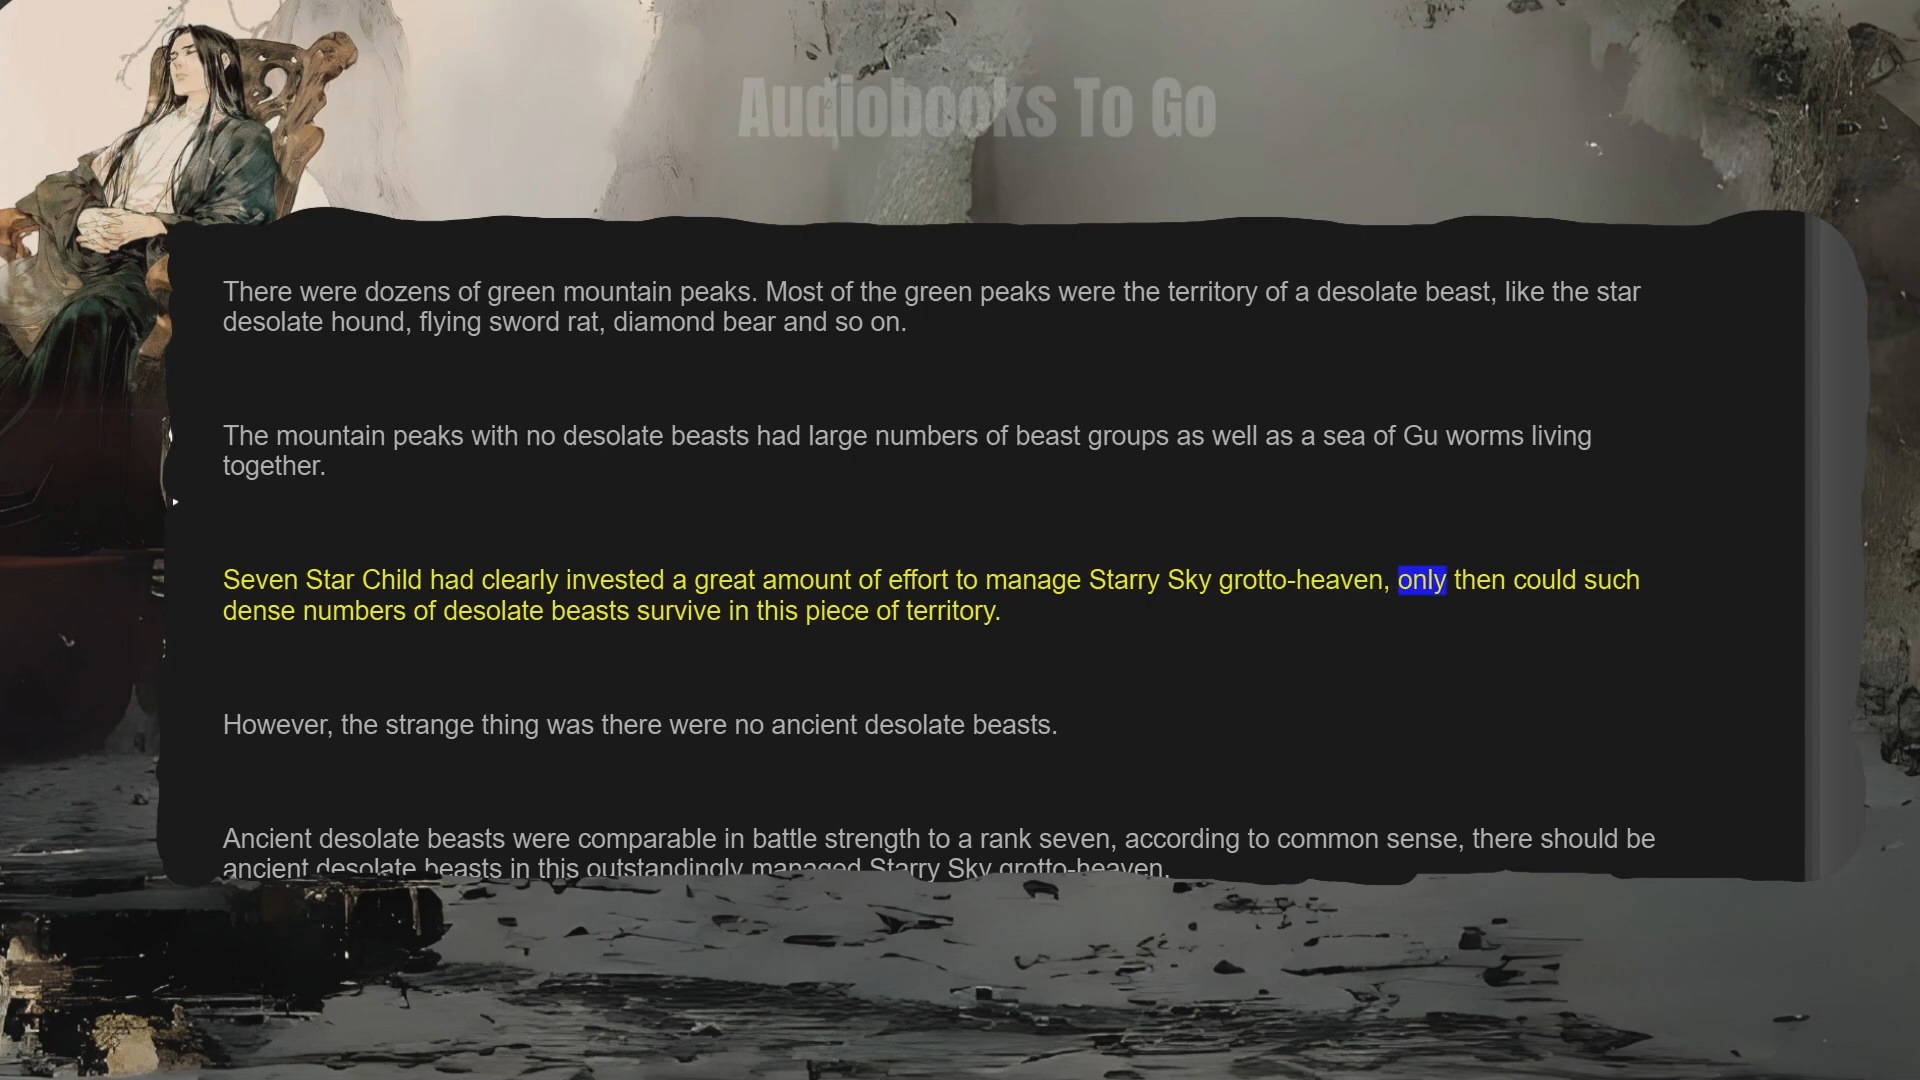 Audiobooks To Go
There were dozens of green mountain peaks. Most of the green peaks were the territory of a desolate beast, like the star
desolate hound, flying sword rat, diamond bear and so on.
The mountain peaks with no desolate beasts had large numbers of beast groups as well as a sea of Gu worms living
together.
Seven Star Child had clearly invested a great amount of effort to manage Starry Sky grotto-heaven, only then could such
dense numbers of desolate beasts survive in this piece of territory.
However, the strange thing was there were no ancient desolate beasts.
Ancient desolate beasts were comparable in battle strength to a rank seven, according to common sense, there should be
ancient desolate beasts in this outstandingly managed Starry Sky grotto-heaven.